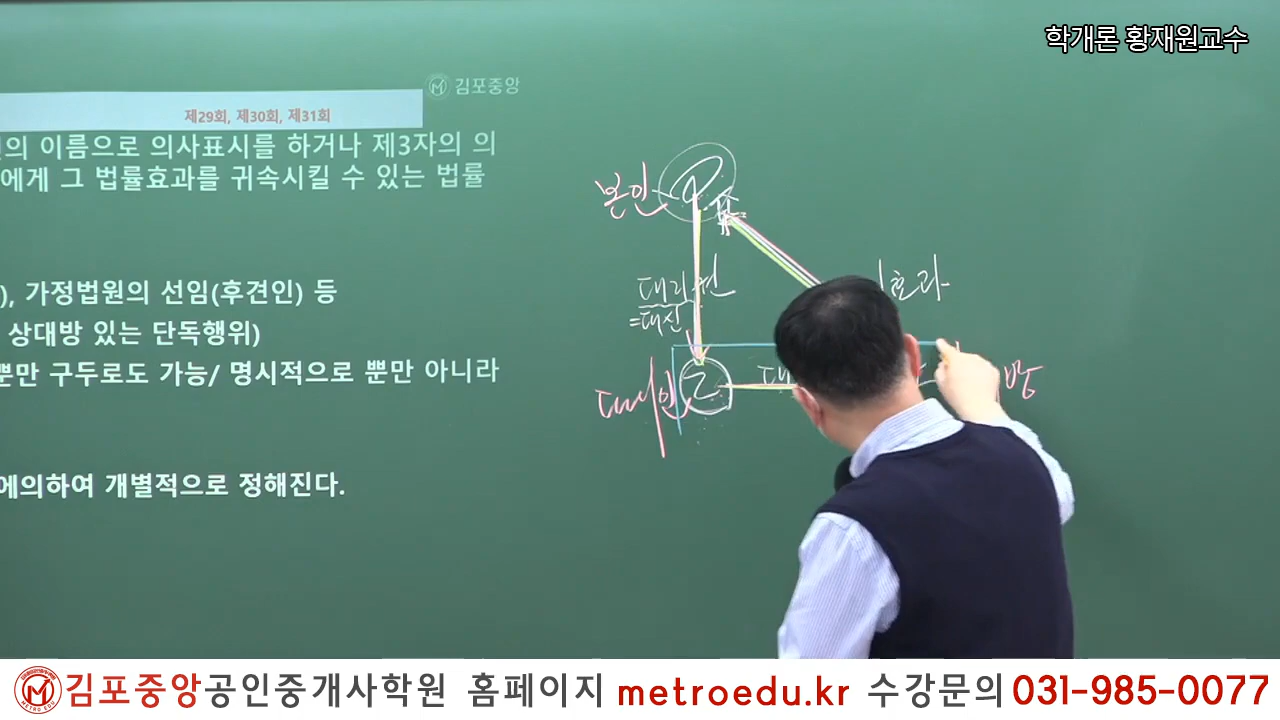 학개론 황재원교수
김포중앙
제29회, 제30회, 제31회
의 이름으로 의사표시를 하거나 제3자의 의
에게 그 법률효과를 귀속시킬 수 있는 법률
), 가정법원의 선임(후견인) 등
상대방 있는 단독행위)
뿐만 구두로도 가능/ 명시적으로 뿐만 아니라
에의하여 개별적으로 정해진다.
본인
대리권
=대신
효과
대
방
METRO EDU
김포중앙공인중개사학원 홈페이지 metroedu.kr 수강문의 031-985-0077